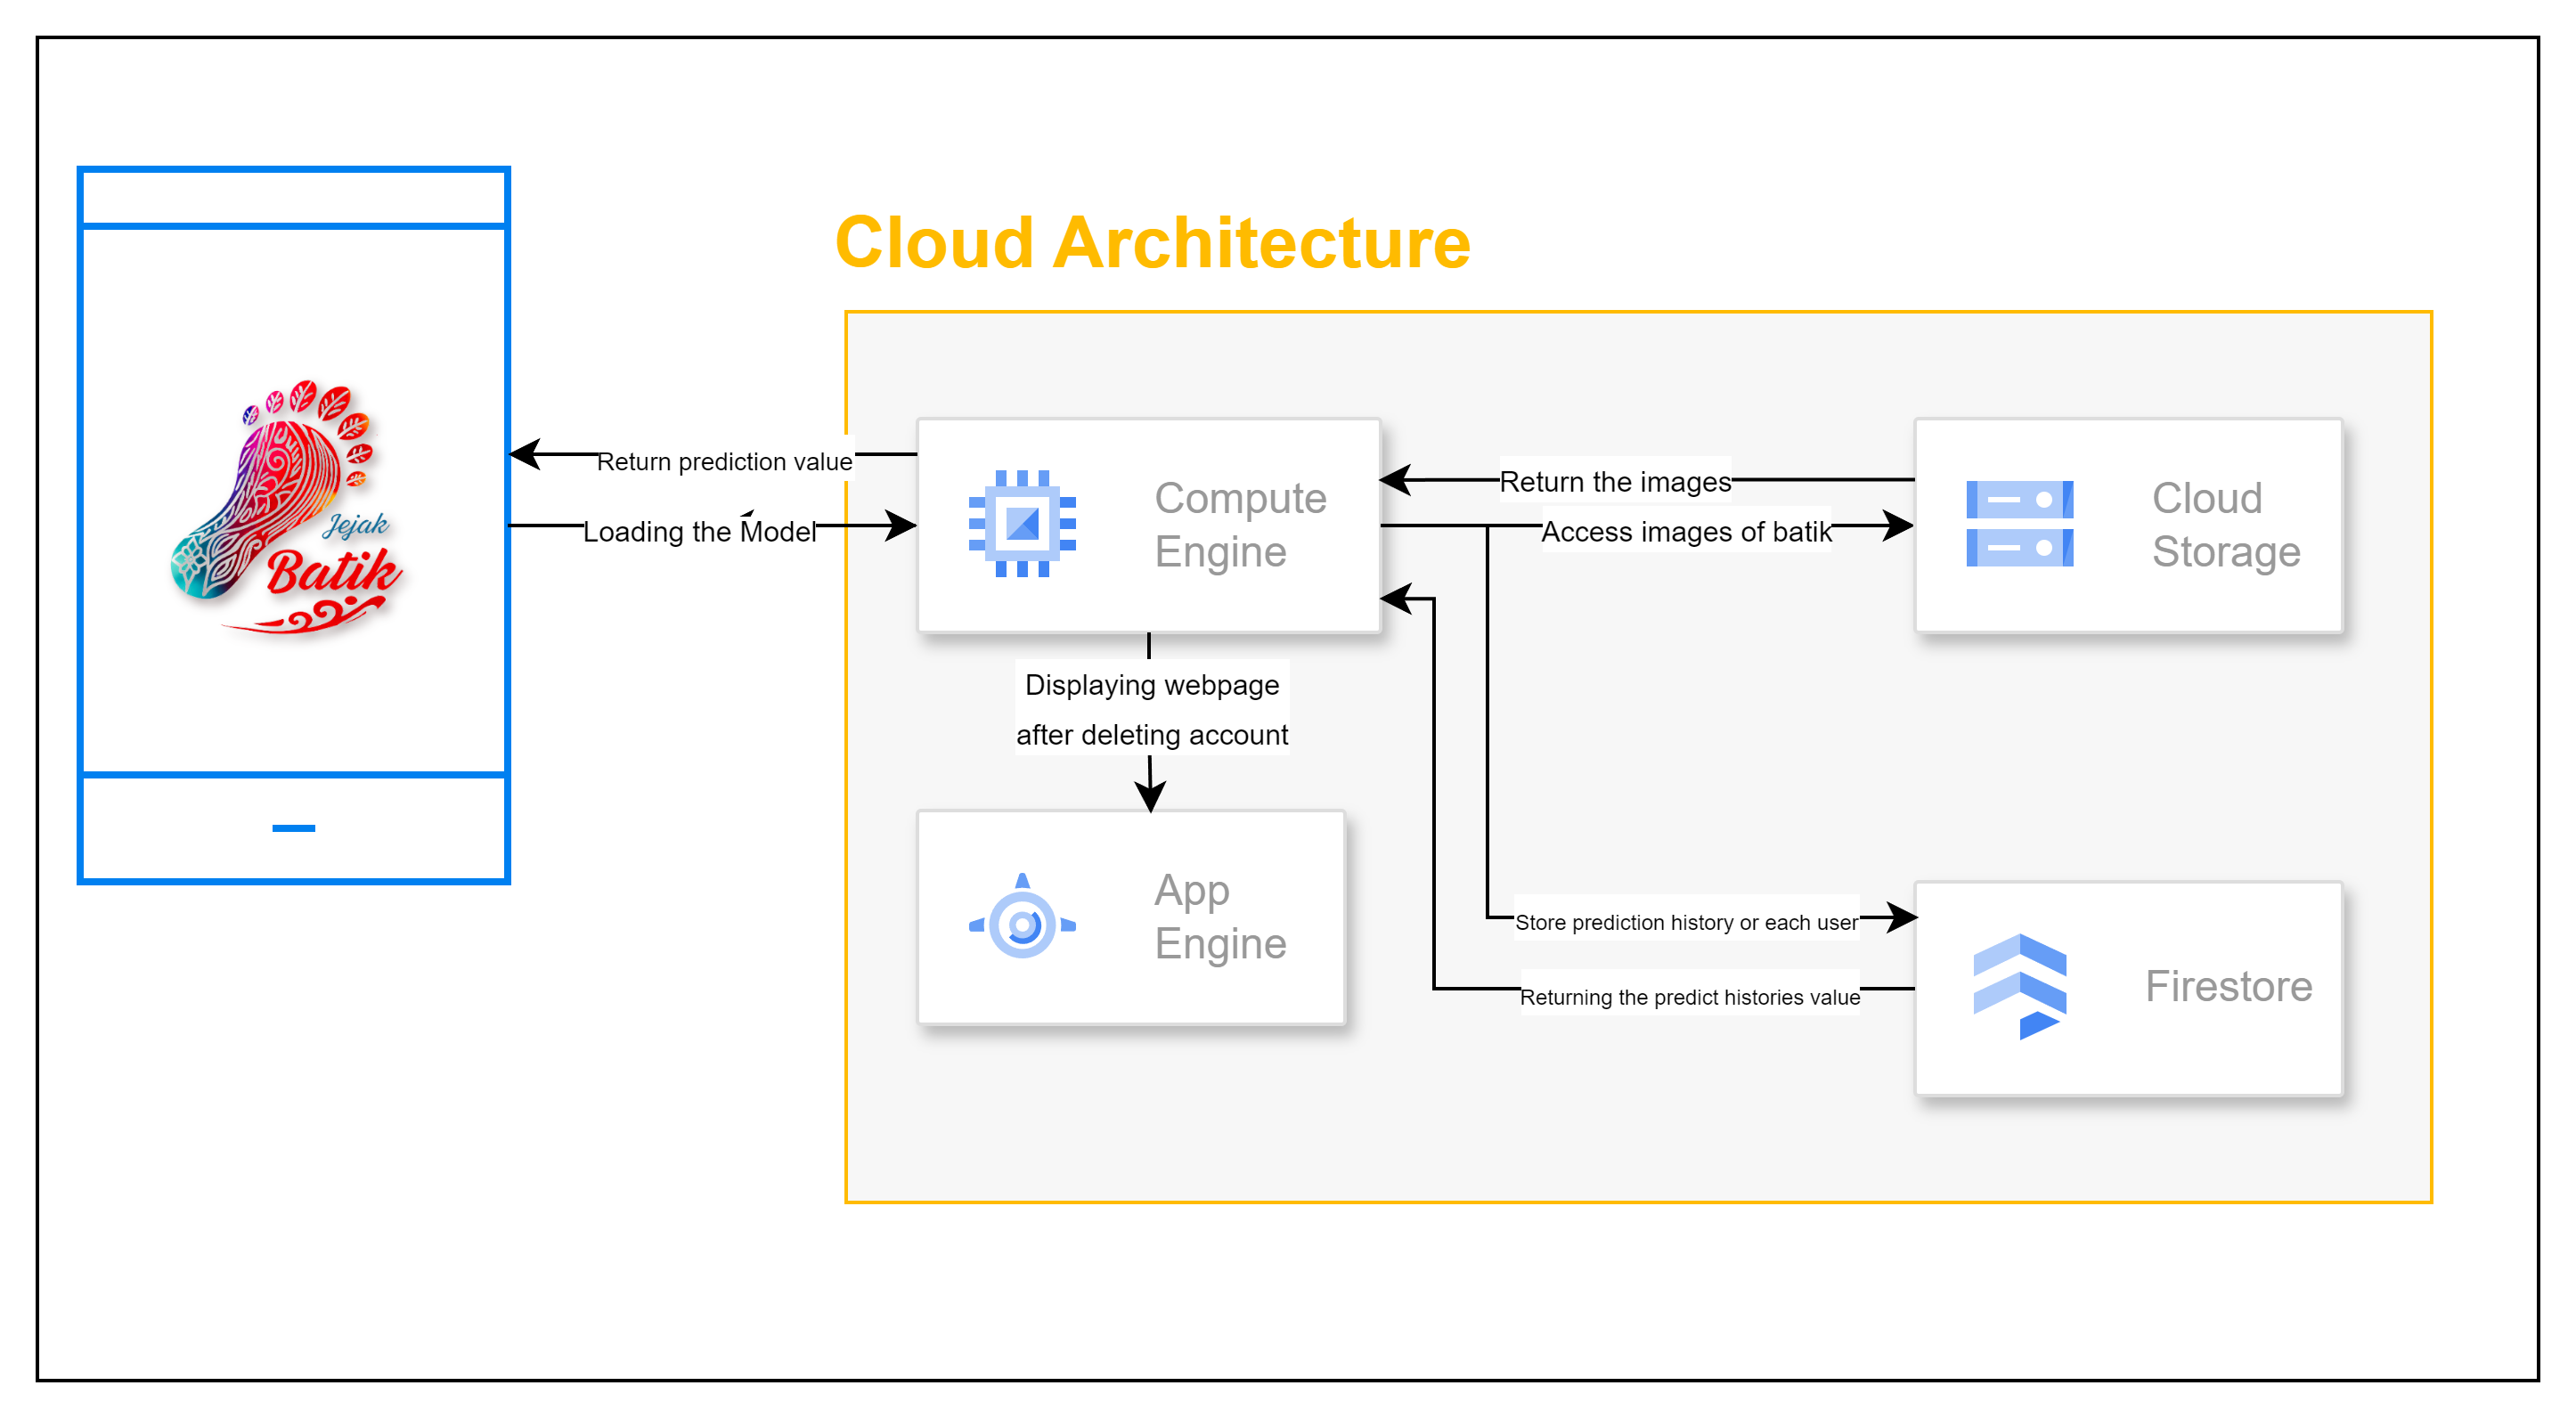 Cloud Architecture
Jejak
Batik
Return prediction value
Loading the Model
Compute
Engine
Return the images
Access images of batik
Cloud
Storage
Displaying webpage
after deleting account
App
Engine
Store prediction history or each user
Returning the predict histories value
Firestore